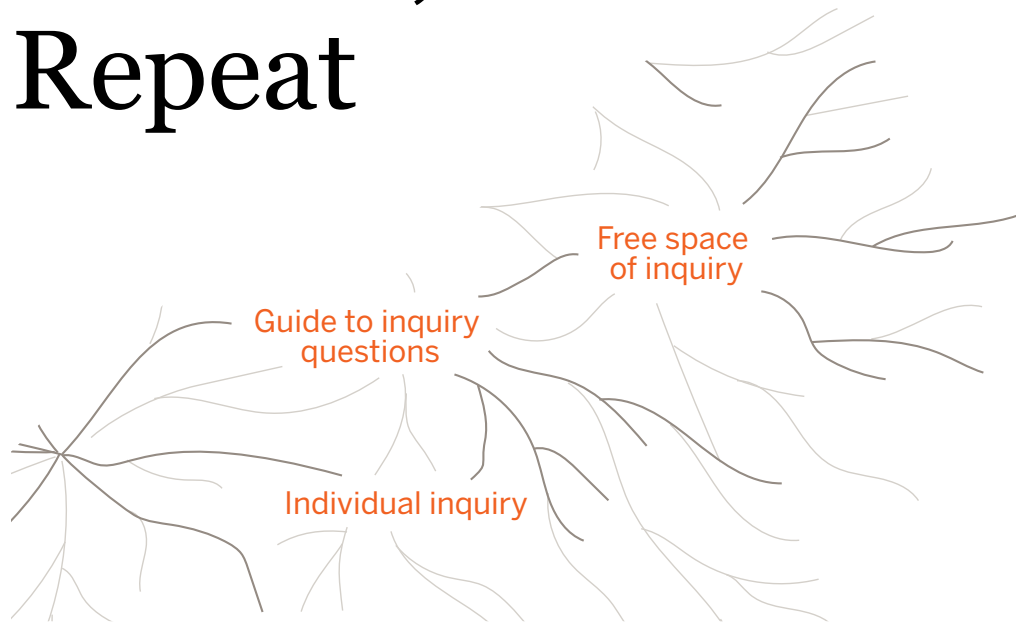 Repeat
Free space
of inquiry
Guide to inquiry
questions
Individual inquiry